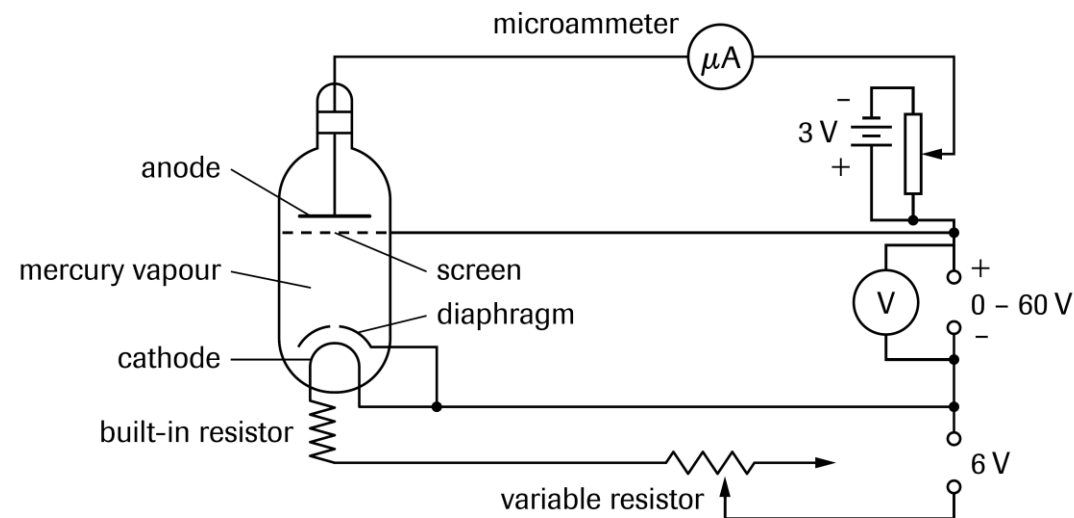 microammeter
μA
−
3 V
+
anode
mercury vapour
screen
diaphragm
cathode
V
+
0 – 60 V
−
built-in resistor
variable resistor
6 V